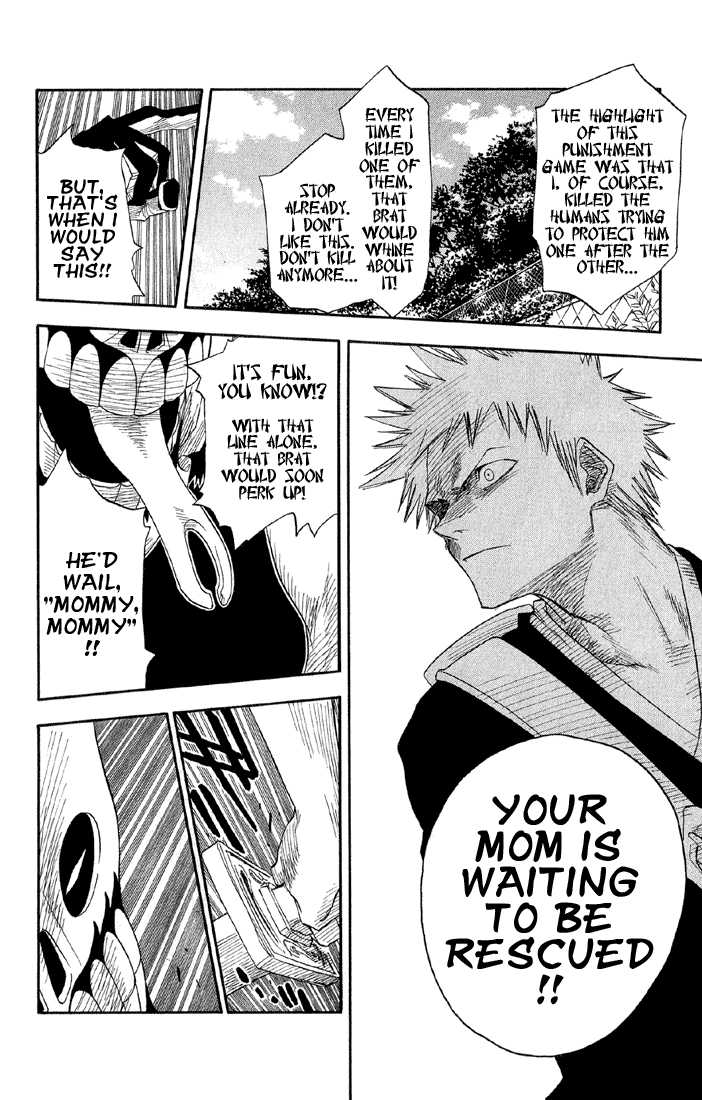 THE HIGHLIGHT
OF THIS
PUNISHMENT
GAME WAS THAT
I, OF COURSE,
KILLED THE
HUMANS TRYING
TO PROTECT HIM
ONE AFTER THE
OTHER...
EVERY
TIME I
KILLED
ONE OF
THEM,
THAT
BRAT
WOULD
WHINE
ABOUT
IT!
STOP
ALREADY.
I DON'T
LIKE THIS.
DON'T KILL
ANYMORE...
BUT,
THAT'S
WHEN I
WOULD
SAY
THIS!!
YOUR
MOM IS
WAITING
TO BE
RESCUED
!!
IT'S FUN,
YOU KNOW!?
WITH THAT
LINE ALONE,
THAT BRAT
WOULD SOON
PERK UP!
HE'D
WAIL,
"MOMMY,
MOMMY"
!!